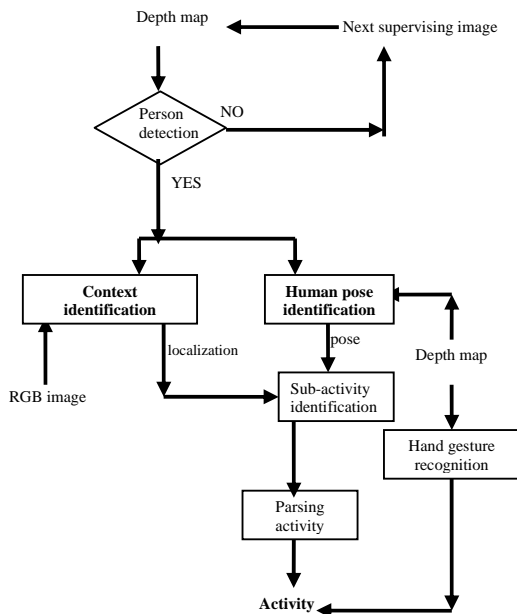 Depth map
Next supervising image
Person
detection
NO
YES
Context
identification
Human pose
identification
localization
pose
Depth map
RGB image
Sub-activity
identification
Hand gesture
recognition
Parsing
activity
Activity